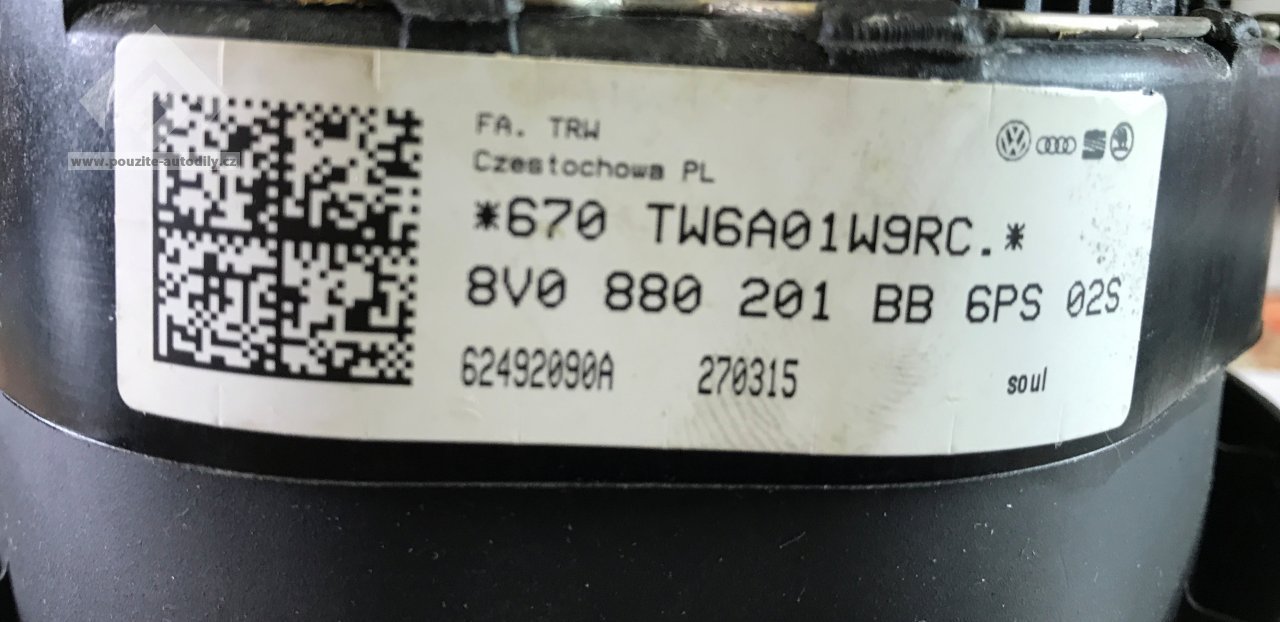 www.pouzite-autodily.cz
FA. TRW
Czestochowa PL
*670 TW6A01W9RC.*
8V0 880 201 BB 6PS 02S
62492090A 270315 soul